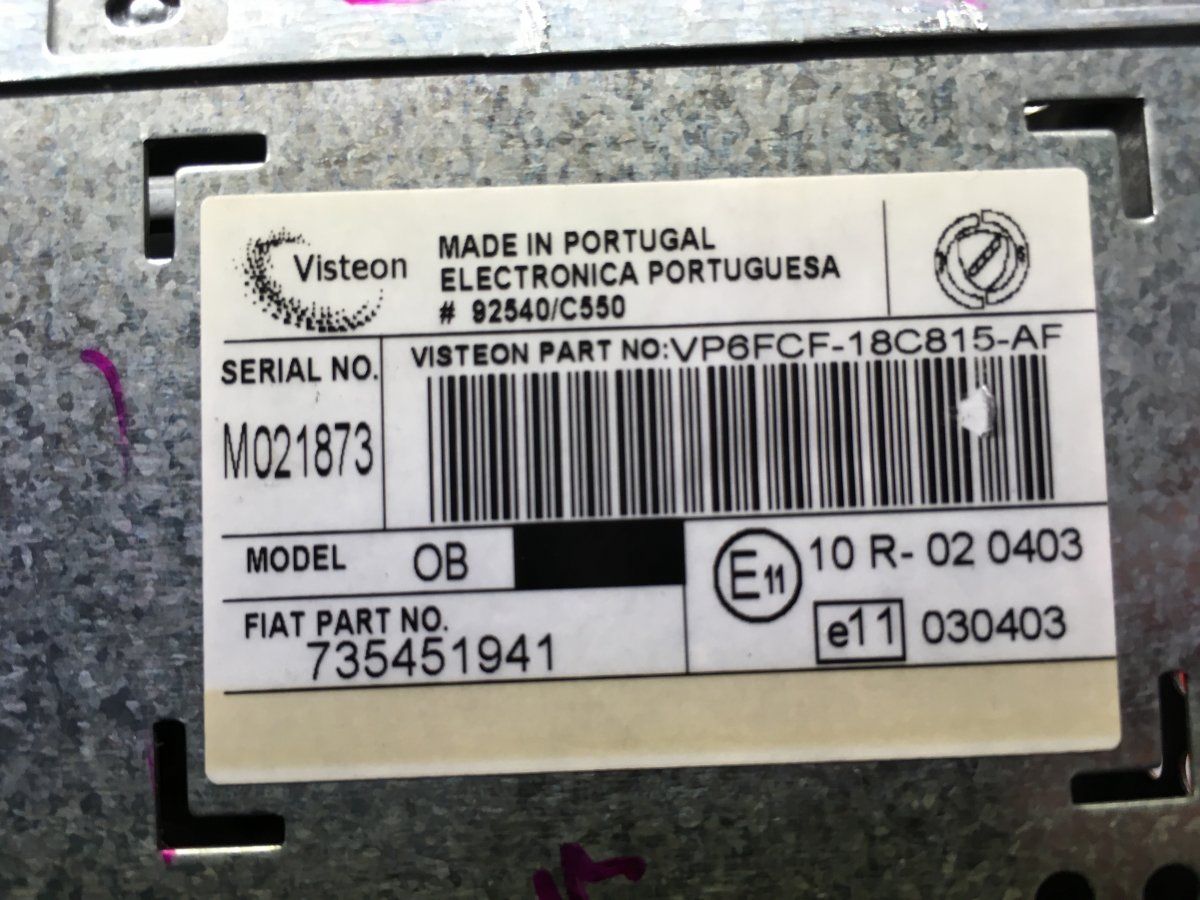 Visteon
MADE IN PORTUGAL
ELECTRONICA PORTUGUESA
# 92540/C550
SERIAL NO.
M021873
VISTEON PART NO:VP6FCF-18C815-AF
MODEL OB
E11 10 R- 02 0403
e11 030403
FIAT PART NO.
735451941